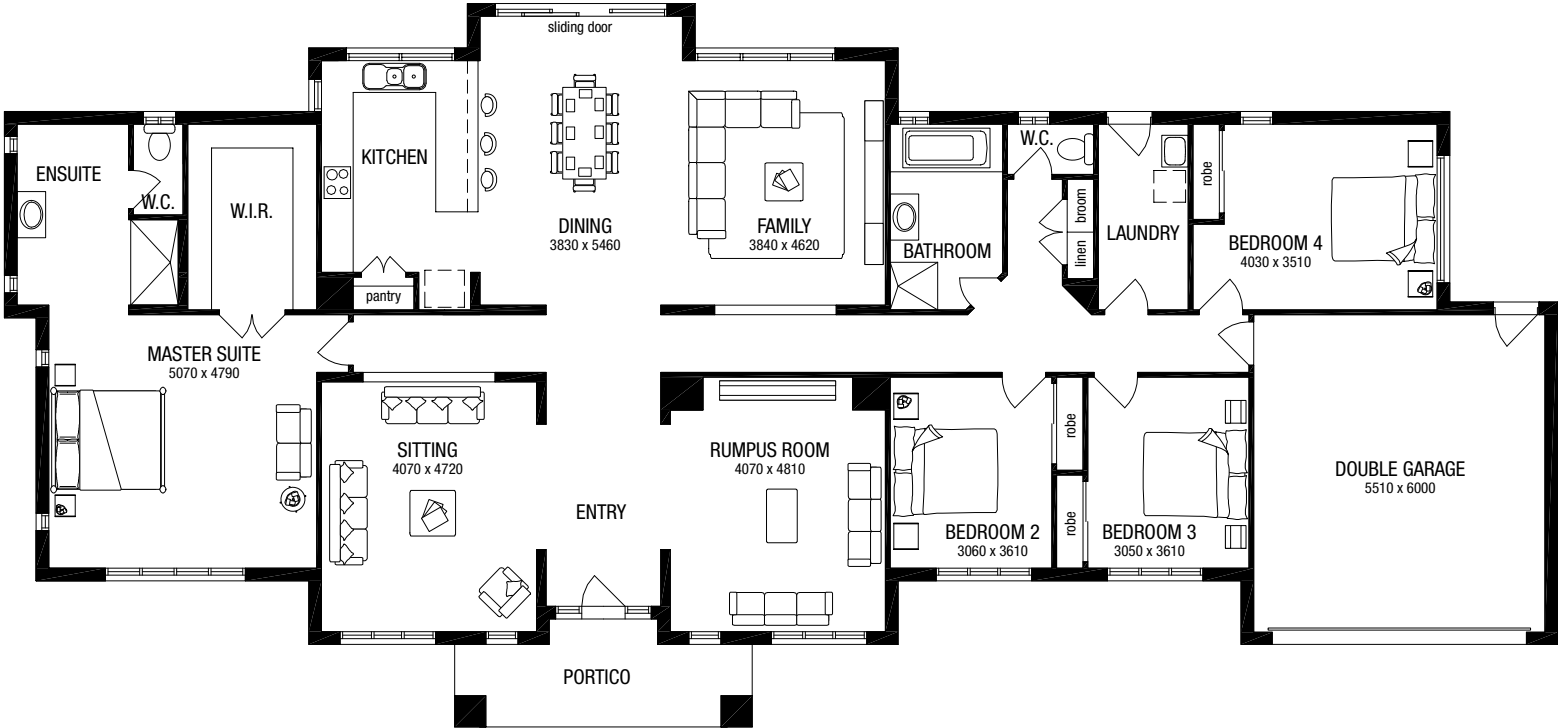 sliding door
W.C.
KITCHEN
ENSUITE
W.C.
W.I.R.
robe
broom
DINING
3830 x 5460
FAMILY
3840 x 4620
BATHROOM
linen
LAUNDRY
BEDROOM 4
4030 x 3510
pantry
MASTER SUITE
5070 x 4790
SITTING
4070 x 4720
RUMPUS ROOM
4070 x 4810
robe
DOUBLE GARAGE
5510 x 6000
ENTRY
robe
BEDROOM 2
3060 x 3610
BEDROOM 3
3050 x 3610
PORTICO